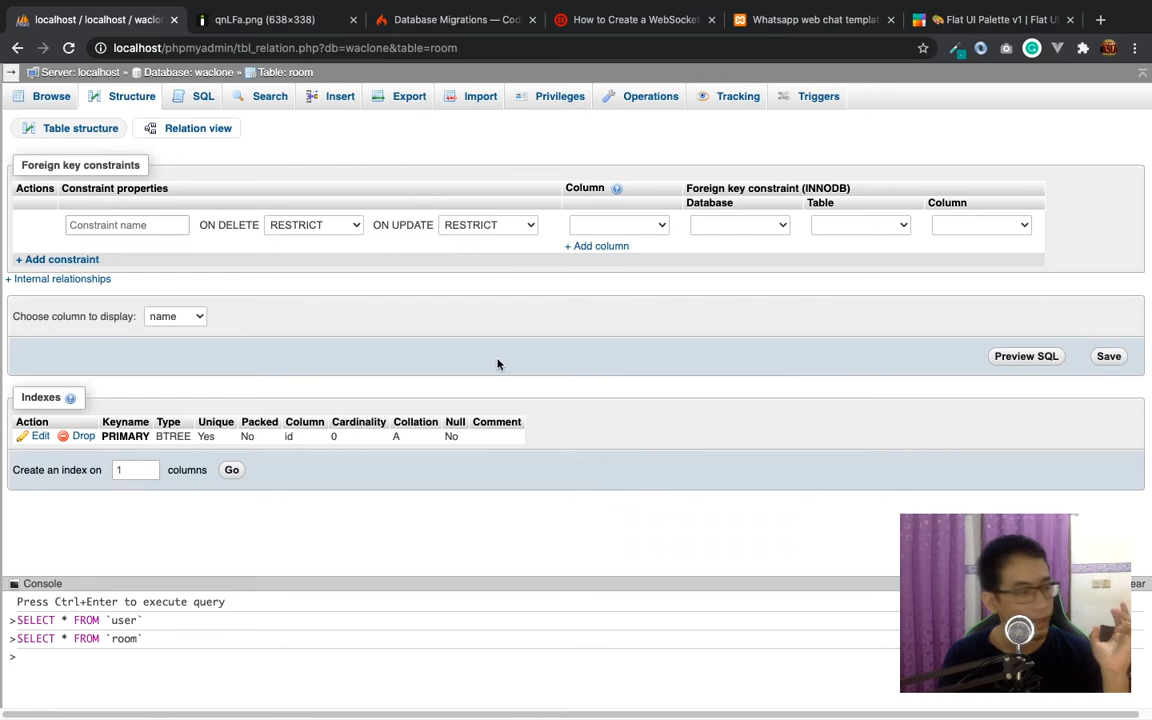 localhost / localhost / waclon
qnLFa.png (638×338)
Database Migrations — Cod
How to Create a WebSocket
Whatsapp web chat templat
Flat UI Palette v1 | Flat U
localhost/phpmyadmin/tbl_relation.php?db=waclone&table=room
Server: localhost » Database: waclone » Table: room
Browse Structure SQL Search Insert Export Import Privileges Operations Tracking Triggers
Table structure Relation view
Foreign key constraints
Actions Constraint properties Column Foreign key constraint (INNODB)
Database Table Column
Constraint name ON DELETE RESTRICT ON UPDATE RESTRICT
+ Add column
+ Add constraint
+ Internal relationships
Choose column to display: name
Preview SQL Save
Indexes
Action Keyname Type Unique Packed Column Cardinality Collation Null Comment
Edit Drop PRIMARY BTREE Yes No id 0 A No
Create an index on 1 columns Go
Console ear
Press Ctrl+Enter to execute query
>SELECT * FROM `user`
>SELECT * FROM `room`
>